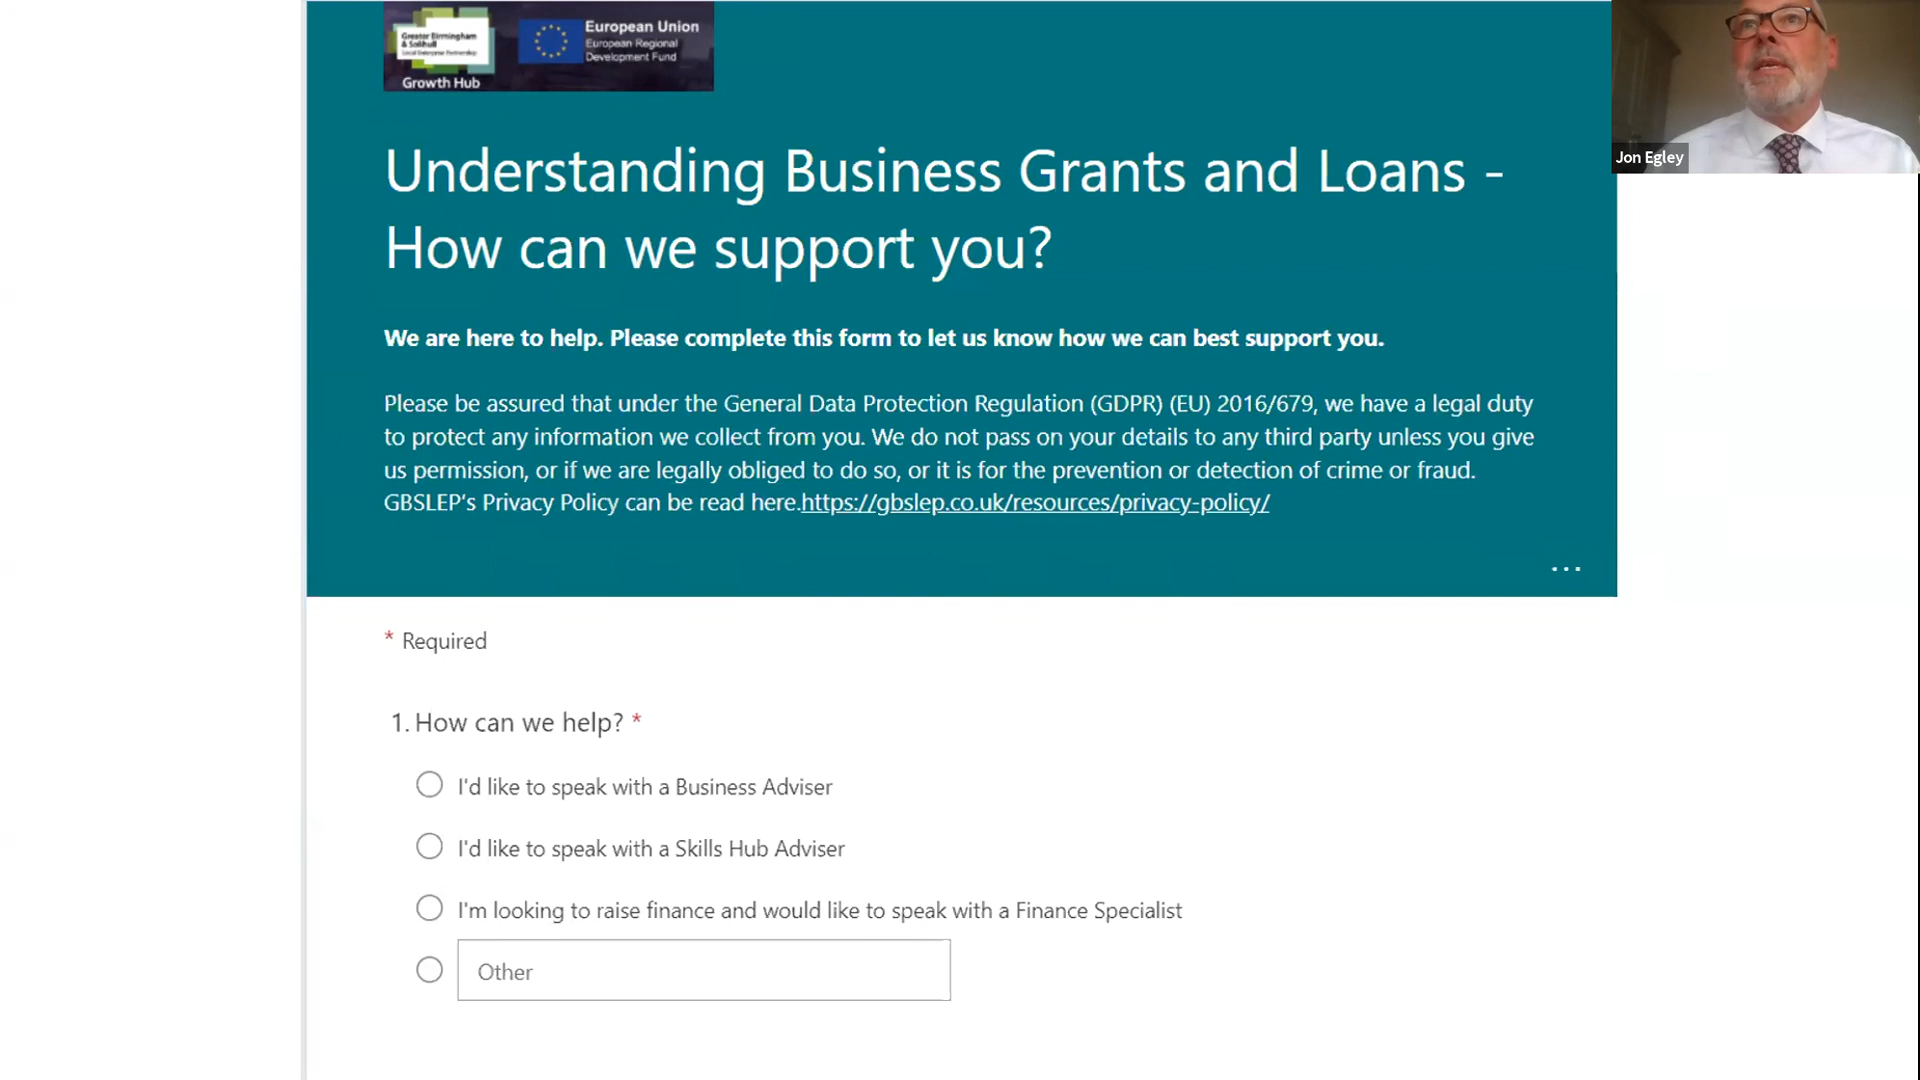 Greater Birmingham
& Solihull
Local Enterprise Partnership
Growth Hub
European Union
European Regional
Development Fund
Jon Egley
Understanding Business Grants and Loans -
How can we support you?
We are here to help. Please complete this form to let us know how we can best support you.
Please be assured that under the General Data Protection Regulation (GDPR) (EU) 2016/679, we have a legal duty
to protect any information we collect from you. We do not pass on your details to any third party unless you give
us permission, or if we are legally obliged to do so, or it is for the prevention or detection of crime or fraud.
GBSLEP's Privacy Policy can be read here.https://gbslep.co.uk/resources/privacy-policy/
...
* Required
1. How can we help? *
I'd like to speak with a Business Adviser
I'd like to speak with a Skills Hub Adviser
I'm looking to raise finance and would like to speak with a Finance Specialist
Other